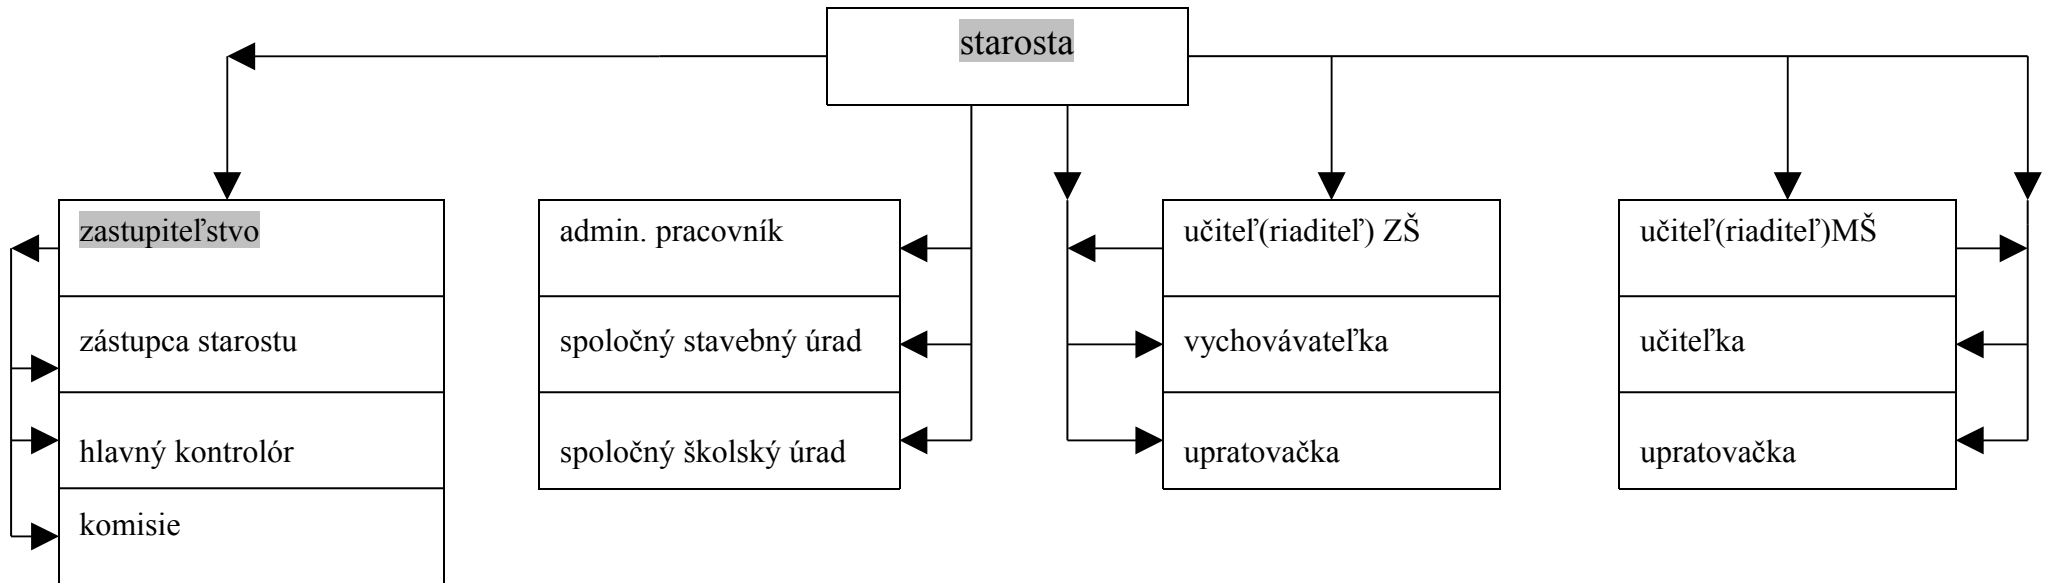 starosta
zastupiteľstvo
zástupca starostu
hlavný kontrolór
komisie
admin. pracovník
spoločný stavebný úrad
spoločný školský úrad
učiteľ(riaditeľ) ZŠ
vychovávateľka
upratovačka
učiteľ(riaditeľ)MŠ
učiteľka
upratovačka